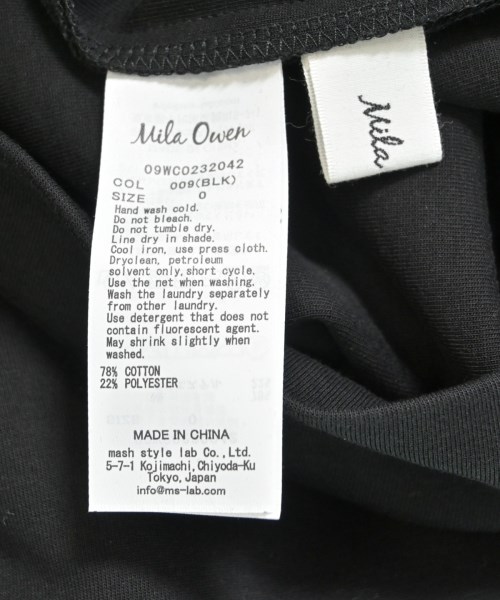 Mila Owen
09WCO232042
COL 009(BLK)
SIZE 0
Hand wash cold.
Do not bleach.
Do not tumble dry.
Line dry in shade.
Cool iron, use press cloth.
Dryclean, petroleum
solvent only,short cycle.
Use the net when washing.
Wash the laundry separately
from other laundry.
Use detergent that does not
contain fluorescent agent.
May shrink slightly when
washed.
78% COTTON
22% POLYESTER
MADE IN CHINA
mash style lab Co.,Ltd.
5-7-1 Kojimachi,Chiyoda-Ku
Tokyo,Japan
info@ms-lab.com
Mila